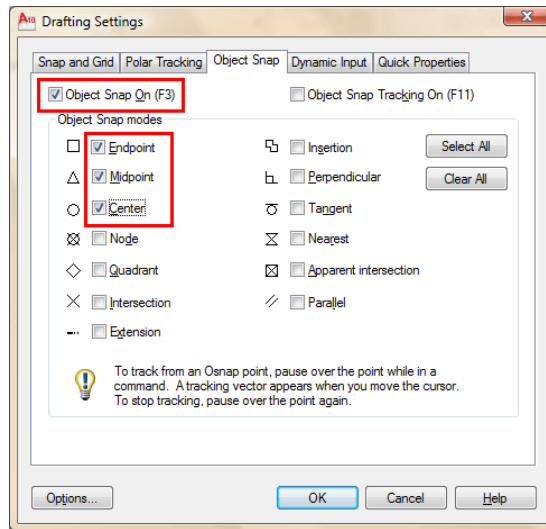 A10 Drafting Settings
Snap and Grid Polar Tracking Object Snap Dynamic Input Quick Properties
Object Snap On (F3) Object Snap Tracking On (F11)
Object Snap modes
Endpoint Insertion Select All
Midpoint Perpendicular Clear All
Center Tangent
Node Nearest
Quadrant Apparent intersection
Intersection Parallel
Extension
To track from an Osnap point, pause over the point while in a
command. A tracking vector appears when you move the cursor.
To stop tracking, pause over the point again.
Options... OK Cancel Help